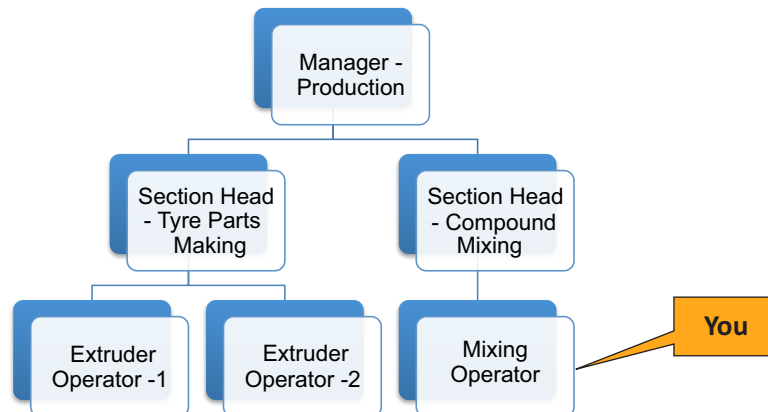 Manager -
Production
Section Head
- Tyre Parts
Making
Section Head
- Compound
Mixing
Extruder
Operator -1
Extruder
Operator -2
Mixing
Operator
You